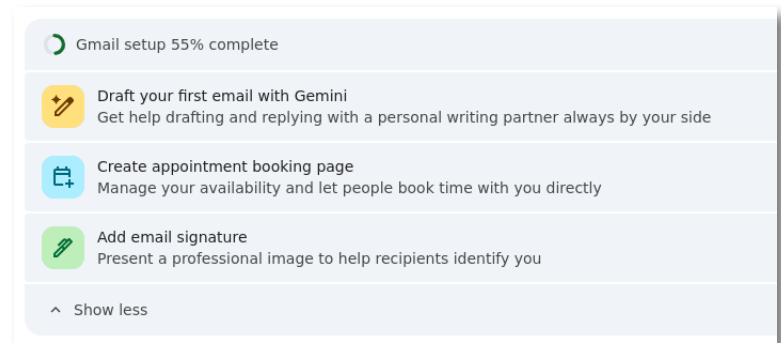 Gmail setup 55% complete
Draft your first email with Gemini
Get help drafting and replying with a personal writing partner always by your side
Create appointment booking page
Manage your availability and let people book time with you directly
Add email signature
Present a professional image to help recipients identify you
Show less